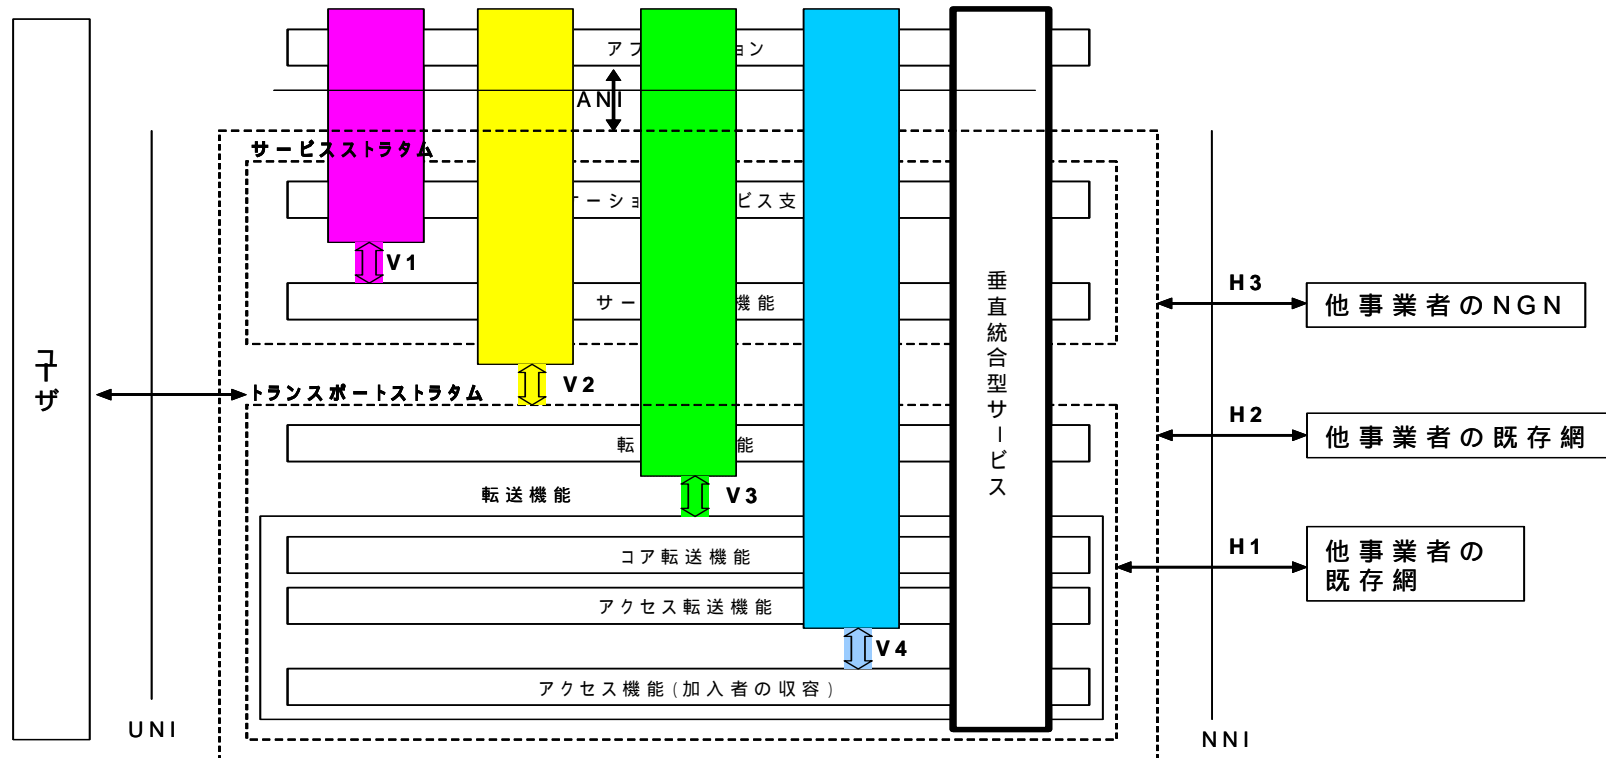 アプ
ョン
ANI
サービスストラタム
ーショ
ビス支
V1
サー
機能
垂直統合型サービス
H3
他事業者のNGN
ユーザ
V2
トランスポートストラタム
H2
他事業者の既存網
転
能
転送機能
V3
コア転送機能
H1
他事業者の
既存網
アクセス転送機能
V4
アクセス機能(加入者の収容)
UNI
NNI